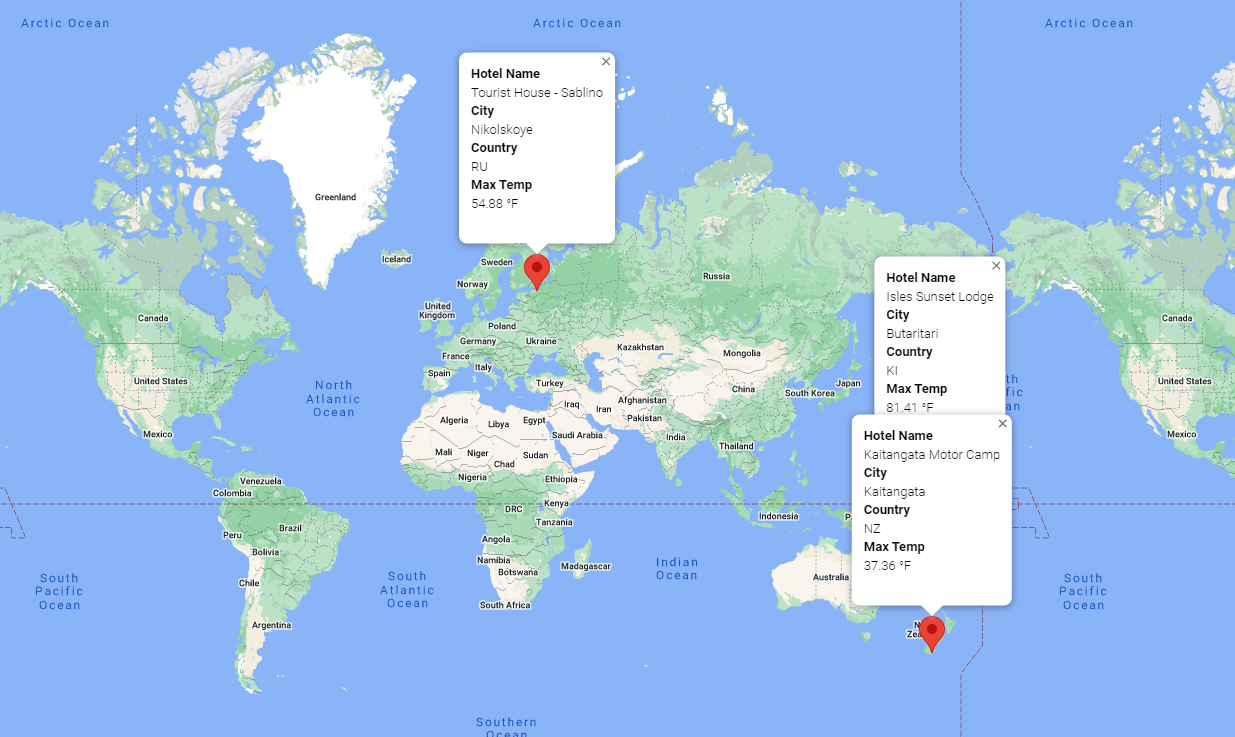 Arctic Ocean
Arctic Ocean
Arctic Ocean
Hotel Name
Tourist House - Sablino
City
Nikolskoye
Country
RU
Max Temp
54.88 °F
Greenland
Iceland
Sweden
Norway
Russia
United
Kingdom
Poland
Germany
Ukraine
France
Italy
Spain
Turkey
Kazakhstan
Mongolia
China
South Korea
Japan
Afghanistan
Pakistan
Iran
Iraq
Canada
United States
Mexico
North
Atlantic
Ocean
Algeria
Libya
Egypt
Saudi Arabia
Mali
Niger
Chad
Sudan
Nigeria
Ethiopia
India
Thailand
Hotel Name
Isles Sunset Lodge
City
Butaritari
Country
KI
Max Temp
81.41 °F
Canada
United States
Mexico
Hotel Name
Kaitangata Motor Camp
City
Kaitangata
Country
NZ
Max Temp
37.36 °F
Venezuela
Colombia
Brazil
Peru
Bolivia
Chile
Argentina
DRC
Kenya
Tanzania
Angola
Namibia
Botswana
Madagascar
South Africa
Indonesia
Australia
South
Pacific
Ocean
South
Atlantic
Ocean
Indian
Ocean
South
Pacific
Ocean
Southern
Ocean